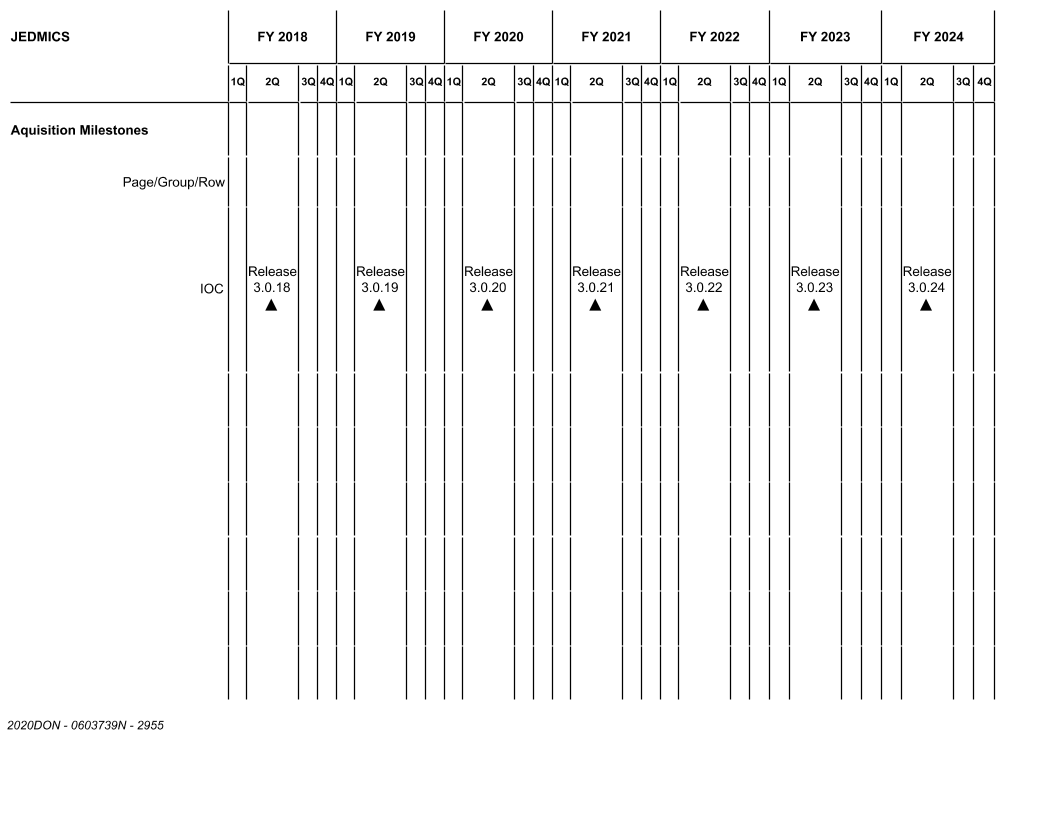 JEDMICS FY 2018 FY 2019 FY 2020 FY 2021 FY 2022 FY 2023 FY 2024
1Q 2Q 3Q 4Q 1Q 2Q 3Q 4Q 1Q 2Q 3Q 4Q 1Q 2Q 3Q 4Q 1Q 2Q 3Q 4Q 1Q 2Q 3Q 4Q 1Q 2Q 3Q 4Q
Aquisition Milestones
Page/Group/Row
Release Release Release Release Release Release Release
IOC 3.0.18 3.0.19 3.0.20 3.0.21 3.0.22 3.0.23 3.0.24
2020DON - 0603739N - 2955